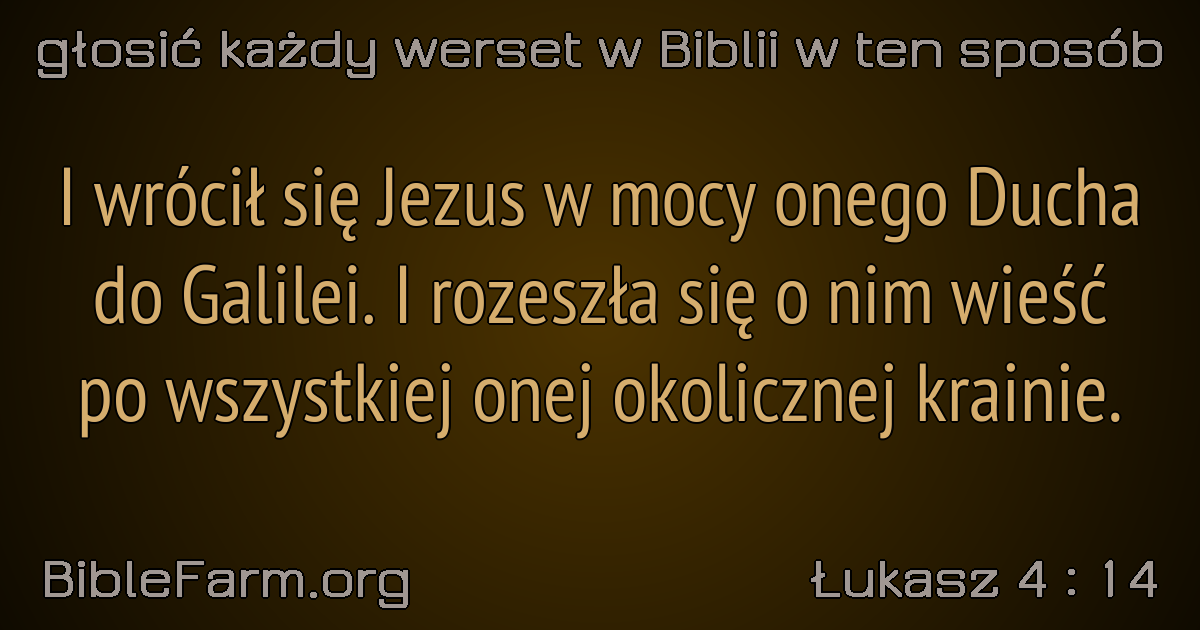 głosić każdy werset w Biblii w ten sposób
I wrócił się Jezus w mocy onego Ducha
do Galilei. I rozeszła się o nim wieść
po wszystkiej onej okolicznej krainie.
BibleFarm.org
Łukasz 4 : 14